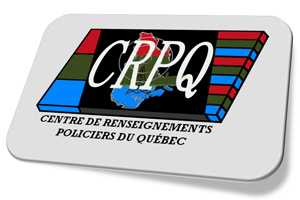 CRPQ
CENTRE DE RENSEIGNEMENTS
POLICIERS DU QUÉBEC